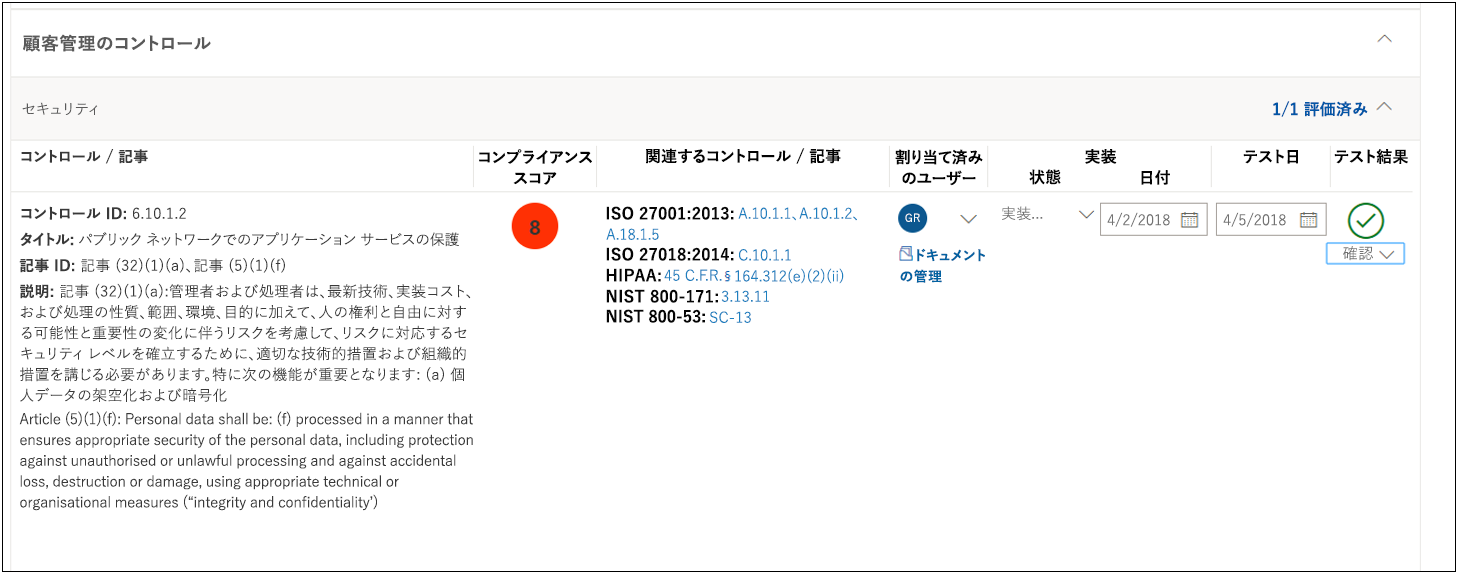 顧客管理のコントロール
セキュリティ
1/1 評価済み
コントロール / 記事
コンプライアンス
スコア
関連するコントロール / 記事
割り当て済み
のユーザー
実装
状態
日付
テスト日
テスト結果
コントロール ID: 6.10.1.2
タイトル: パブリック ネットワークでのアプリケーション サービスの保護
記事 ID: 記事 (32)(1)(a)、記事 (5)(1)(f)
説明: 記事 (32)(1)(a):管理者および処理者は、最新技術、実装コスト、
および処理の性質、範囲、環境、目的に加えて、人の権利と自由に対す
る可能性と重要性の変化に伴うリスクを考慮して、リスクに対応するセ
キュリティ レベルを確立するために、適切な技術的措置および組織的
措置を講じる必要があります。特に次の機能が重要となります: (a) 個
人データの架空化および暗号化
Article (5)(1)(f): Personal data shall be: (f) processed in a manner that
ensures appropriate security of the personal data, including protection
against unauthorised or unlawful processing and against accidental
loss, destruction or damage, using appropriate technical or
organisational measures (“integrity and confidentiality’)
8
ISO 27001:2013: A.10.1.1、A.10.1.2、
A.18.1.5
ISO 27018:2014: C.10.1.1
HIPAA: 45 C.F.R.§ 164.312(e)(2)(ii)
NIST 800-171: 3.13.11
NIST 800-53: SC-13
GR
ドキュメント
の管理
実装...
4/2/2018
4/5/2018
確認